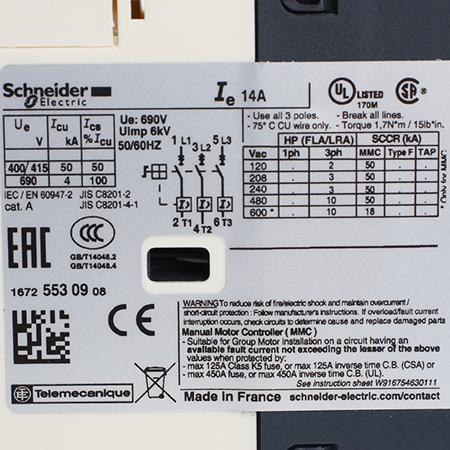 Schneider Electric
Ie 14A
UL LISTED 170M
SA
Ue V Icu kA Ics %Icu
400/415 50 50
690 4 100
IEC / EN 60947-2 JIS C8201-2
cat. A JIS C8201-4-1
Ue: 690V
Uimp 6kV
50/60HZ
1 L1 3 L2 5 L3
2 T1 4 T2 6 T3
- Use all 3 poles. - Break all lines.
- 75° C CU wire only. - Torque 1,7N*m / 15lb*in.
HP (FLA/LRA) SCCR (kA)
Vac 1ph 3ph MMC Type F TAP
120 . 2 50 . .
208 . 3 50 . .
240 . 3 50 . .
480 . 10 50 . .
600* . 10 18 . .
* Only for MMC
EAC
CCC
GB/T14048.2
GB/T14048.4
1672 553 09 08
WARNING To reduce risk of fire/electric shock and maintain overcurrent /
short-circuit protection : Follow manufacturer's instructions. If overload/fault current
interruption occurs, check circuits to determine cause and replace damaged MMC
Manual Motor Controller ( MMC )
- Suitable for Group Motor Installation on a circuit having an
available fault current not exceeding the lesser of the above
values when protected by:
- max 125A Class K5 fuse, or max 125A inverse time C.B. (CSA) or
- max 450A fuse, or max 450A inverse time C.B. (UL)
See instruction sheet W916754630111
Telemecanique
Made in France schneider-electric.com/contact